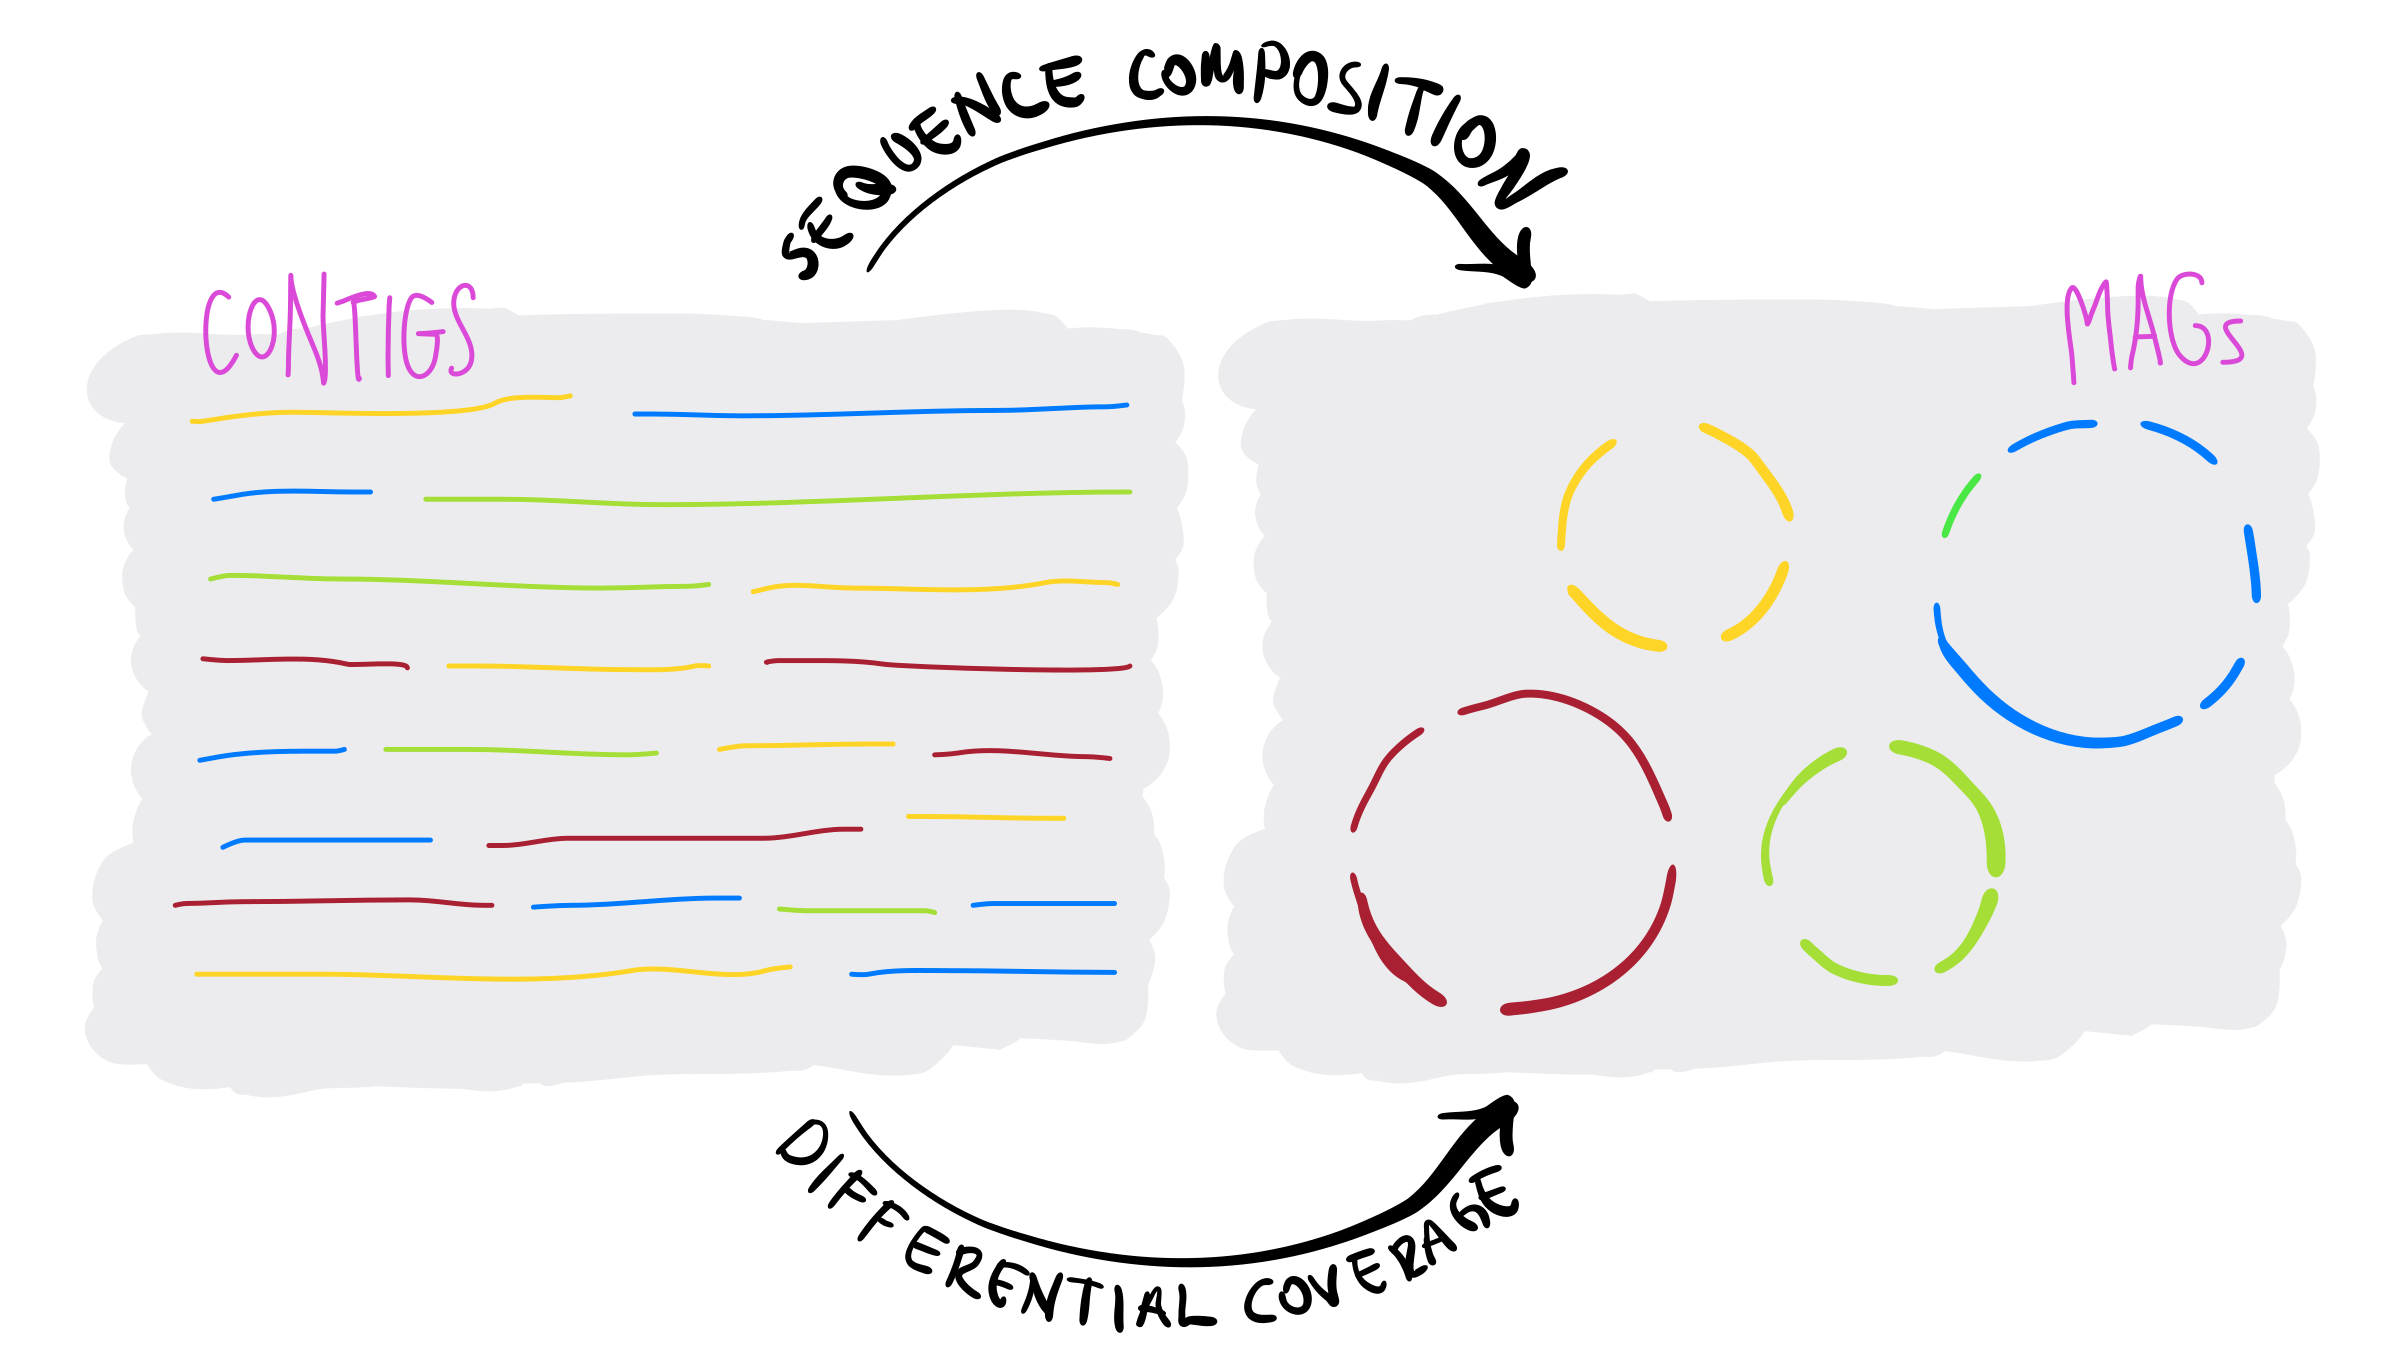 SEQUENCE COMPOSITION
CONTIGS
MAGs
DIFFERENTIAL COVERAGE